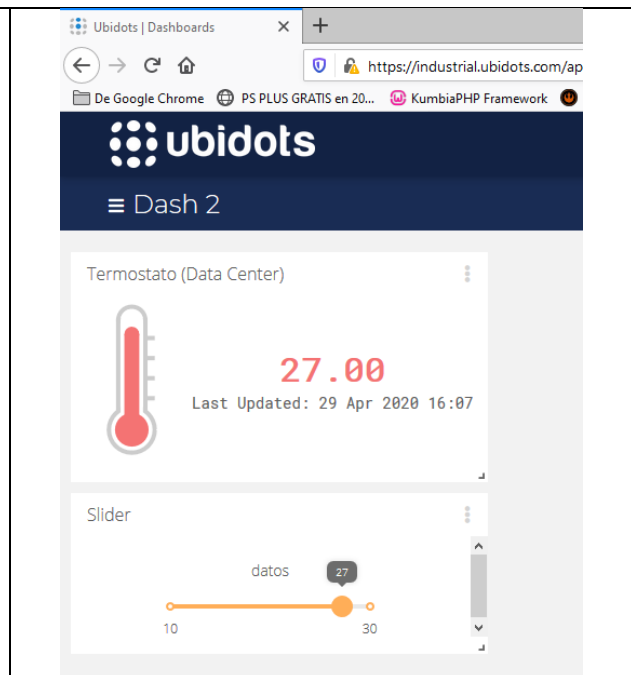 Ubidots | Dashboards
https://industrial.ubidots.com/ap
De Google Chrome PS PLUS GRATIS en 20... KumbiaPHP Framework
ubidots
Dash 2
Termostato (Data Center)
27.00
Last Updated: 29 Apr 2020 16:07
Slider
datos 27
10 30